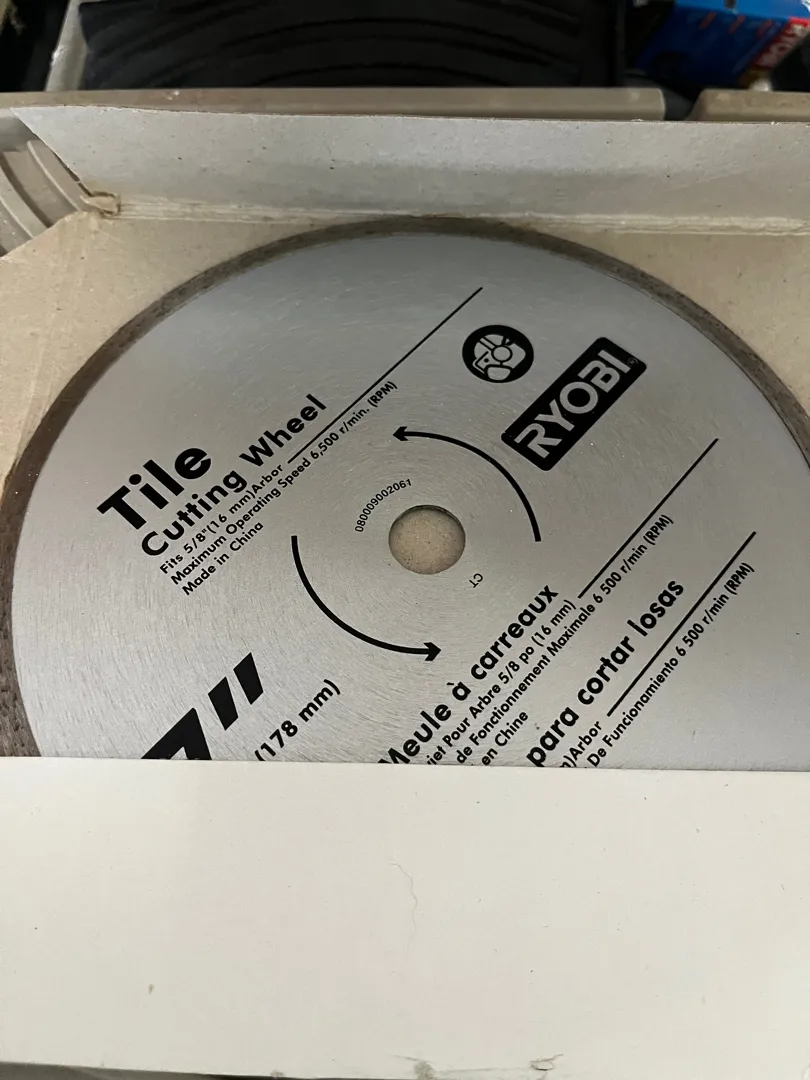 Tile
Cutting Wheel
Fits 5/8"(16 mm)Arbor
Maximum Operating Speed 6,500 r/min. (RPM)
Made in China
RYOBI
080009002061
CT
7"
(178 mm)
Meule à carreaux
Pour Arbre 5/8 po (16 mm)
de Fonctionnement Maximale 6 500 r/min (RPM)
en Chine
para cortar losas
Arbor
De Funcionamiento 6 500 r/min (RPM)